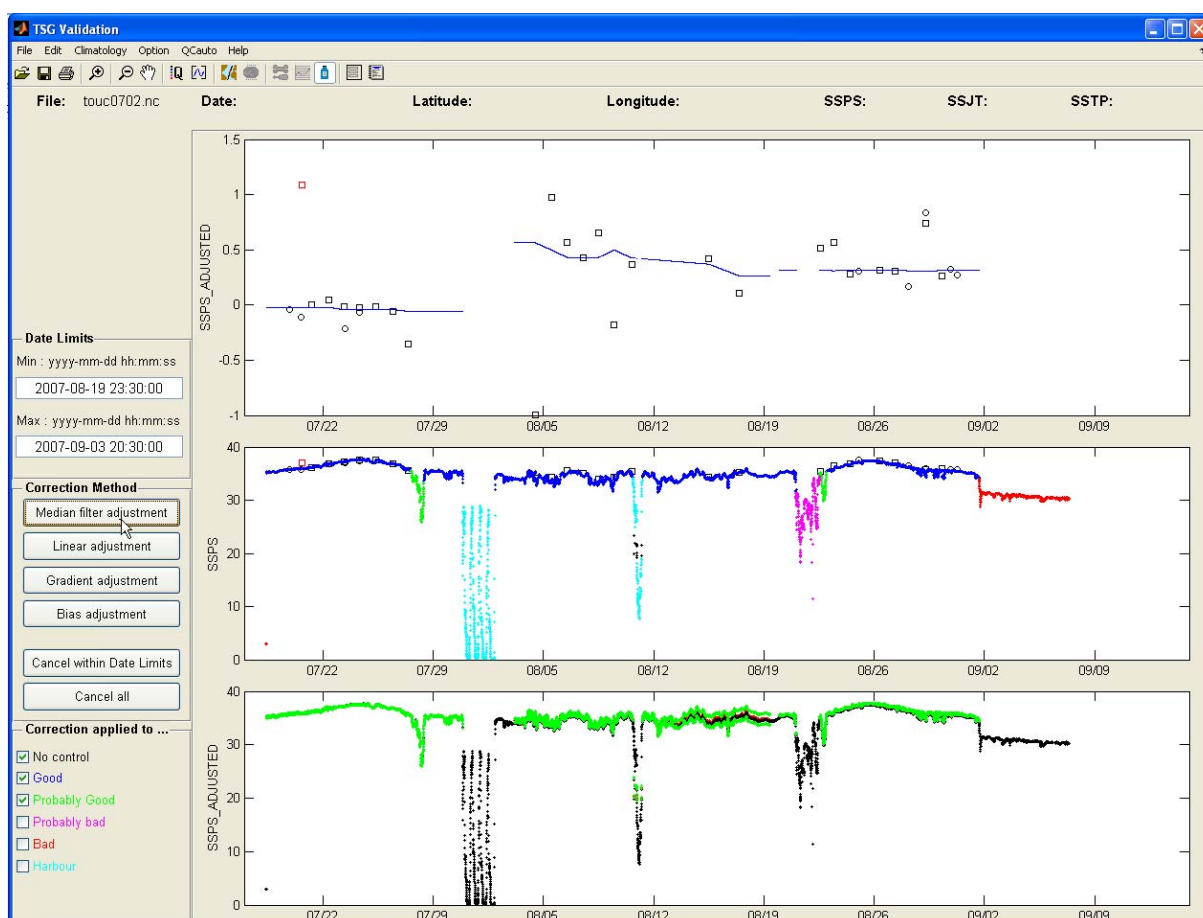 TSG Validation
File Edit Climatology Option QCauto Help
File: touc0702.nc Date: Latitude: Longitude: SSPS: SSJT: SSTP:
1.5
1
0.5
0
-0.5
-1
SSPS_ADJUSTED
07/22 07/29 08/05 08/12 08/19 08/26 09/02 09/09
Date Limits
Min : yyyy-mm-dd hh:mm:ss
2007-08-19 23:30:00
Max : yyyy-mm-dd hh:mm:ss
2007-09-03 20:30:00
40
30
20
10
0
SSPS
07/22 07/29 08/05 08/12 08/19 08/26 09/02 09/09
Correction Method
Median filter adjustment
Linear adjustment
Gradient adjustment
Bias adjustment
Cancel within Date Limits
Cancel all
40
30
20
10
0
SSPS_ADJUSTED
07/22 07/29 08/05 08/12 08/19 08/26 09/02 09/09
Correction applied to ...
No control
Good
Probably Good
Probably bad
Bad
Harbour